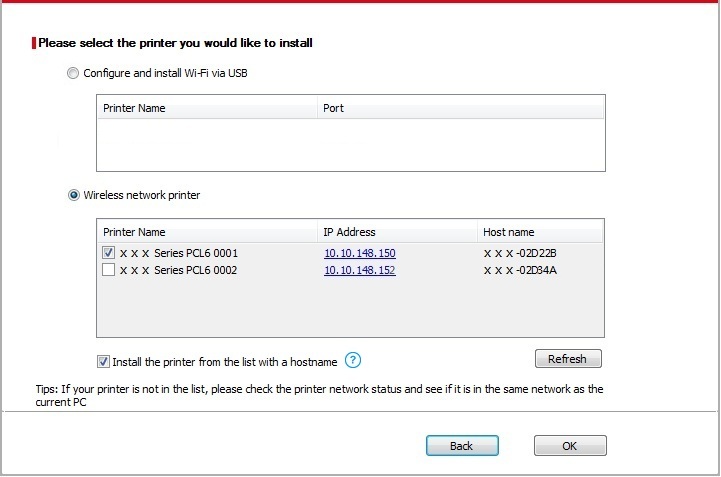 Please select the printer you would like to install
Configure and install Wi-Fi via USB
Printer Name Port
Wireless network printer
Printer Name IP Address Host name
X X X Series PCL6 0001 10.10.148.150 X X X -02D22B
X X X Series PCL6 0002 10.10.148.152 X X X -02D34A
Install the printer from the list with a hostname ? Refresh
Tips: If your printer is not in the list, please check the printer network status and see if it is in the same network as the
current PC
Back OK